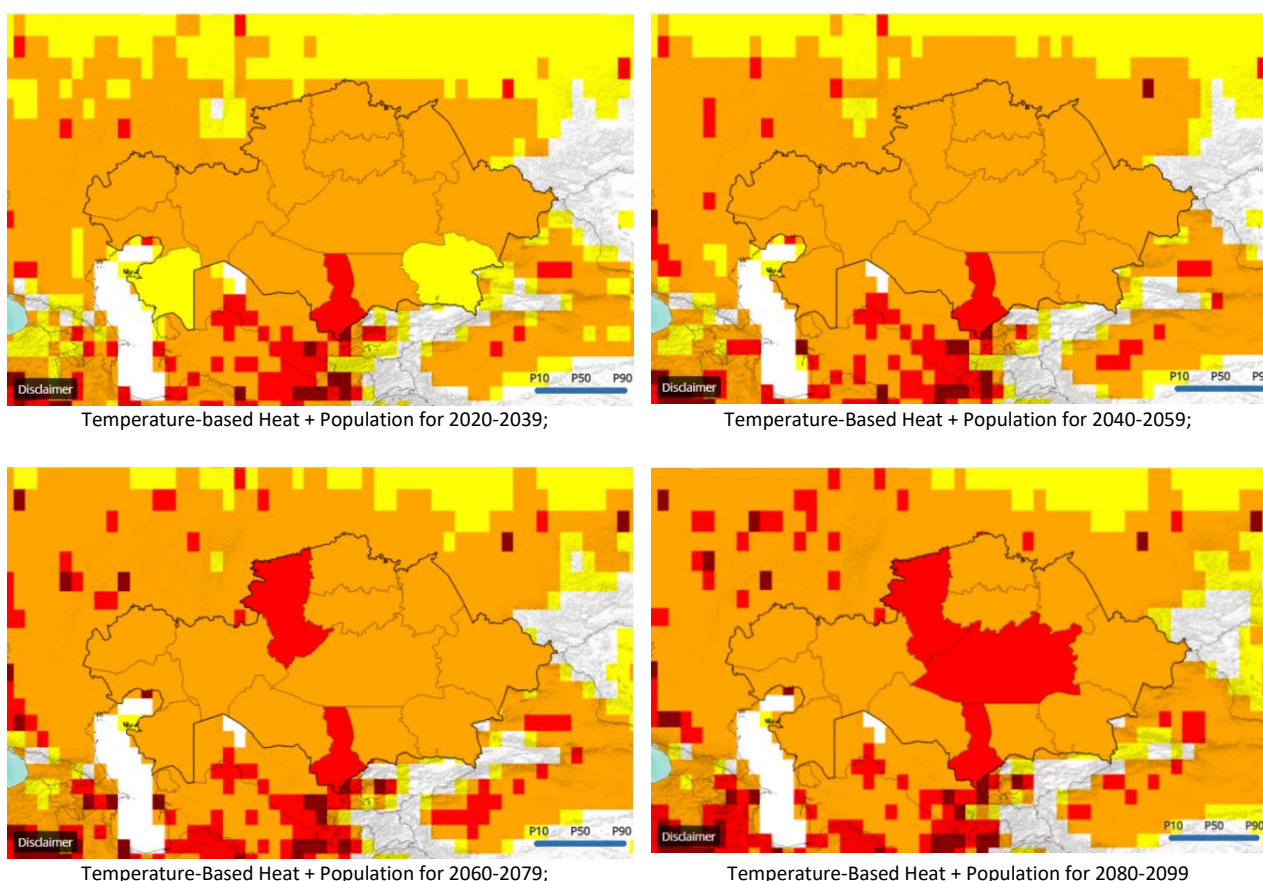 P10 P50 P90
Disclaimer
P10 P50 P90
Disclaimer
Temperature-based Heat + Population for 2020-2039;
Temperature-Based Heat + Population for 2040-2059;
P10 P50 P90
Disclaimer
P10 P50 P90
Disclaimer
Temperature-Based Heat + Population for 2060-2079;
Temperature-Based Heat + Population for 2080-2099